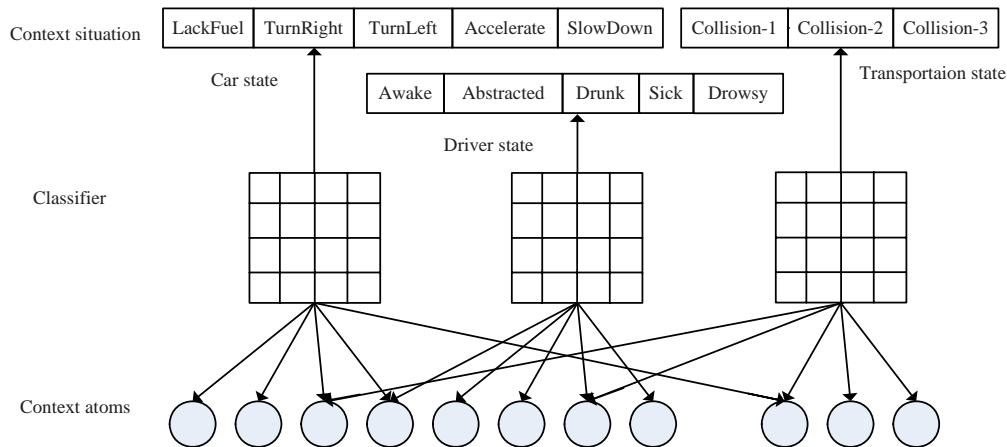 Context situation
LackFuel TurnRight TurnLeft Accelerate SlowDown
Collision-1 Collision-2 Collision-3
Car state
Transportaion state
Awake Abstracted Drunk Sick Drowsy
Driver state
Classifier
Context atoms